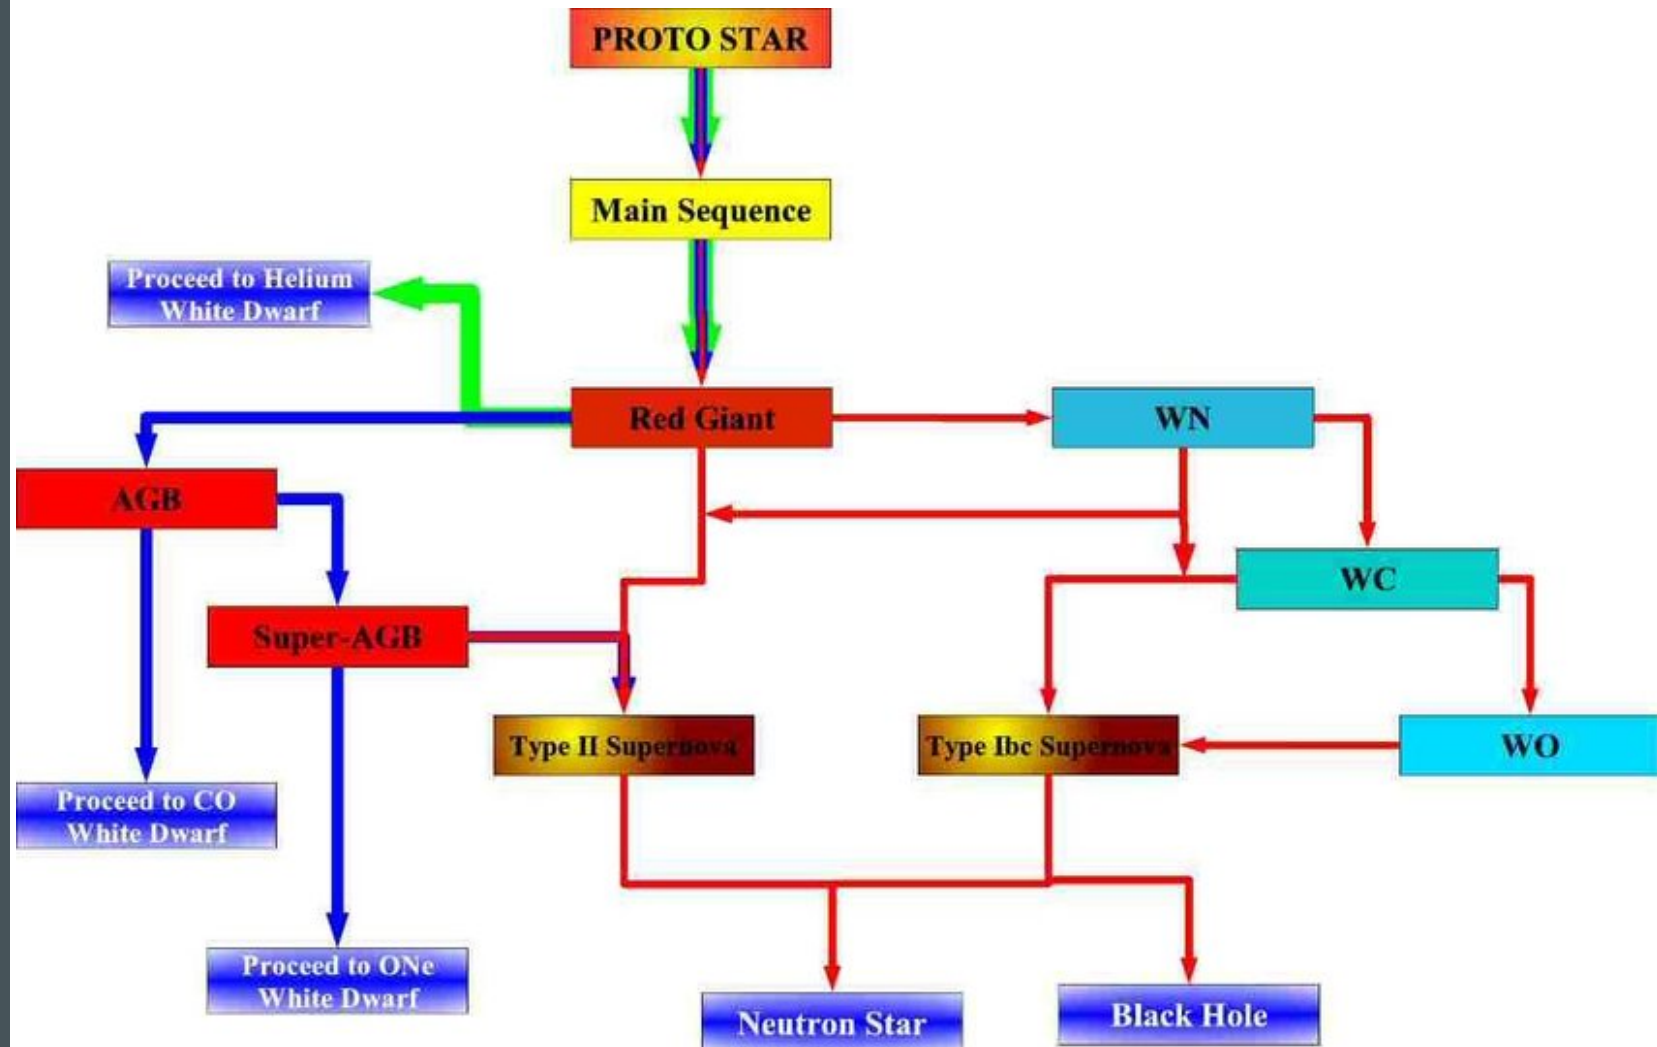 PROTO STAR
Main Sequence
Proceed to Helium
White Dwarf
Red Giant
WN
AGB
WC
Super-AGB
Type II Supernova
Type Ibc Supernova
WO
Proceed to CO
White Dwarf
Proceed to ONe
White Dwarf
Neutron Star
Black Hole